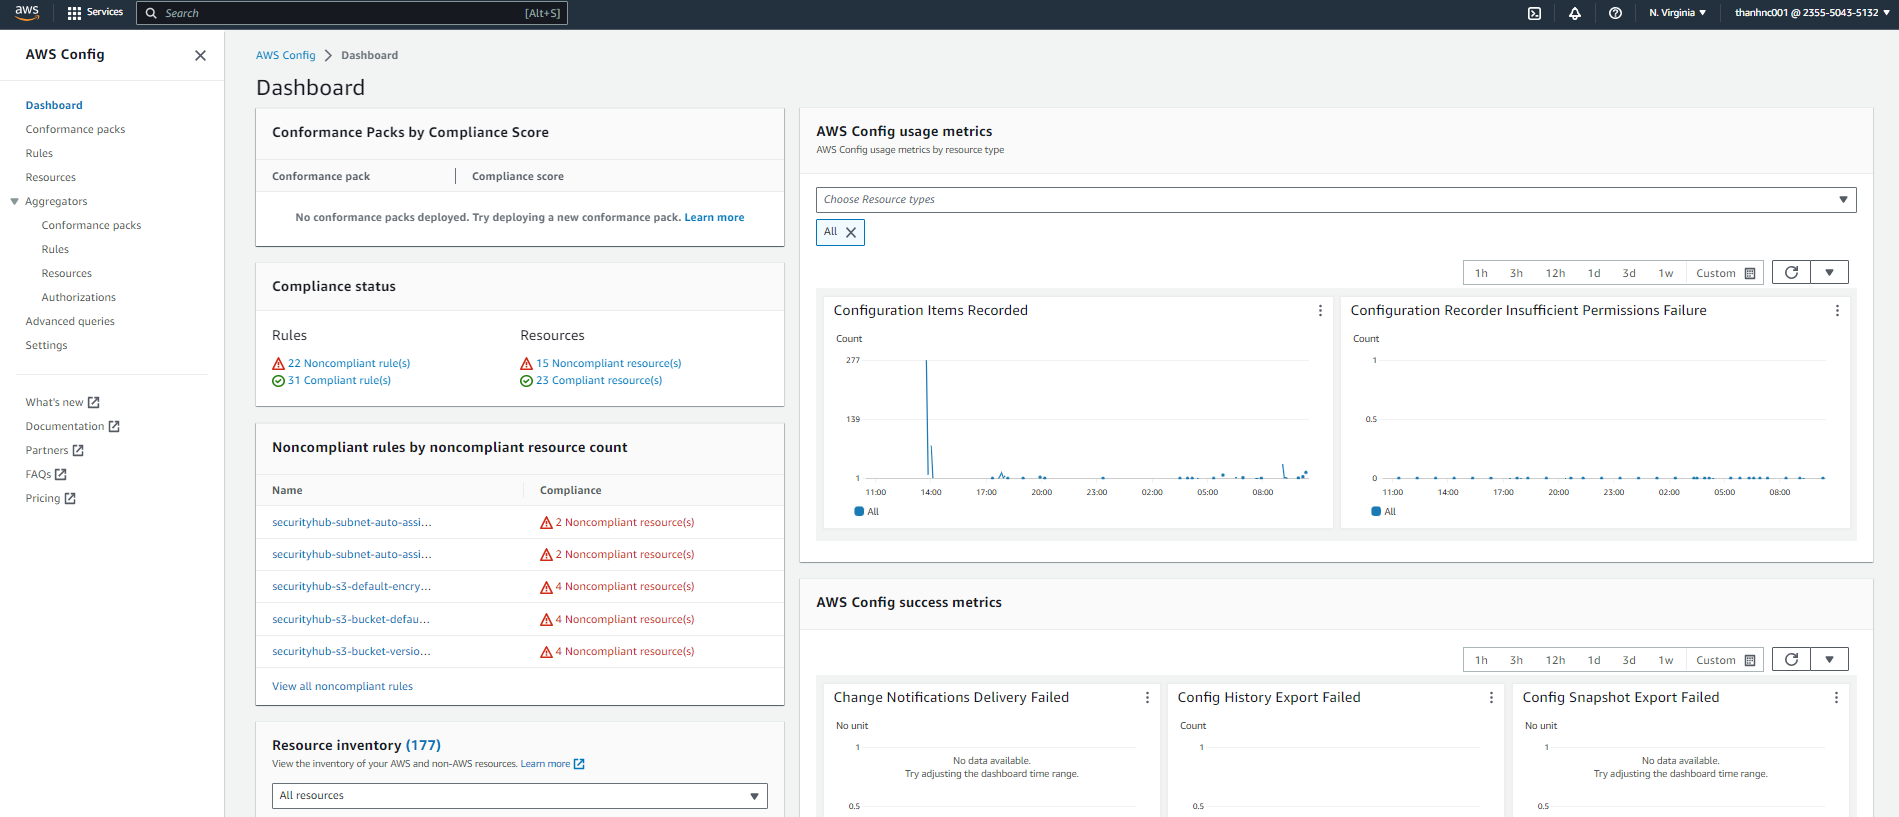 aws
Services
Search
[Alt+S]
N. Virginia
thanhnc001 @ 2355-5043-5132
AWS Config
Dashboard
Conformance packs
Rules
Resources
Aggregators
Conformance packs
Rules
Resources
Authorizations
Advanced queries
Settings
What's new
Documentation
Partners
FAQs
Pricing
AWS Config
Dashboard
Dashboard
Conformance Packs by Compliance Score
Conformance pack
Compliance score
No conformance packs deployed. Try deploying a new conformance pack. Learn more
Compliance status
Rules
22 Noncompliant rule(s)
31 Compliant rule(s)
Resources
15 Noncompliant resource(s)
23 Compliant resource(s)
Noncompliant rules by noncompliant resource count
Name
Compliance
securityhub-subnet-auto-assi...
2 Noncompliant resource(s)
securityhub-subnet-auto-assi...
2 Noncompliant resource(s)
securityhub-s3-default-encry...
4 Noncompliant resource(s)
securityhub-s3-bucket-defau...
4 Noncompliant resource(s)
securityhub-s3-bucket-versio...
4 Noncompliant resource(s)
View all noncompliant rules
Resource inventory (177)
View the inventory of your AWS and non-AWS resources. Learn more
All resources
AWS Config usage metrics
AWS Config usage metrics by resource type
Choose Resource types
All
1h 3h 12h 1d 3d 1w Custom
Configuration Items Recorded
Count
277
139
1
11:00 14:00 17:00 20:00 23:00 02:00 05:00 08:00
All
Configuration Recorder Insufficient Permissions Failure
Count
1
0.5
0
11:00 14:00 17:00 20:00 23:00 02:00 05:00 08:00
All
AWS Config success metrics
1h 3h 12h 1d 3d 1w Custom
Change Notifications Delivery Failed
No unit
1
No data available.
Try adjusting the dashboard time range.
0.5
Config History Export Failed
Count
1
0.5
Config Snapshot Export Failed
No unit
1
No data available.
Try adjusting the dashboard time range.
0.5